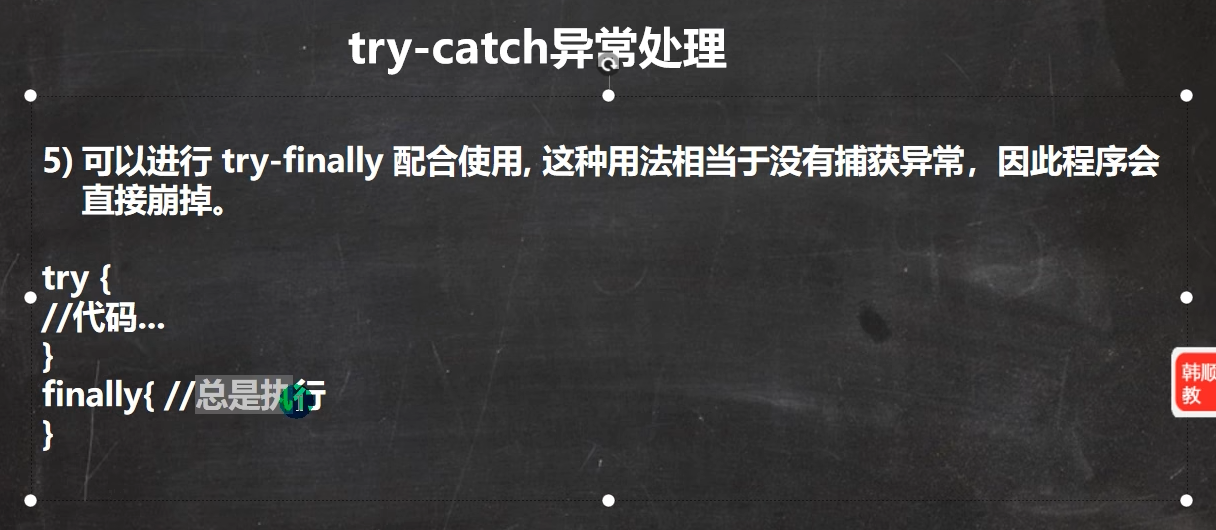 try-catch异常处理
5) 可以进行 try-finally 配合使用, 这种用法相当于没有捕获异常，因此程序会
直接崩掉。
try {
//代码...
}
finally{ //总是执行
}
韩顺
教